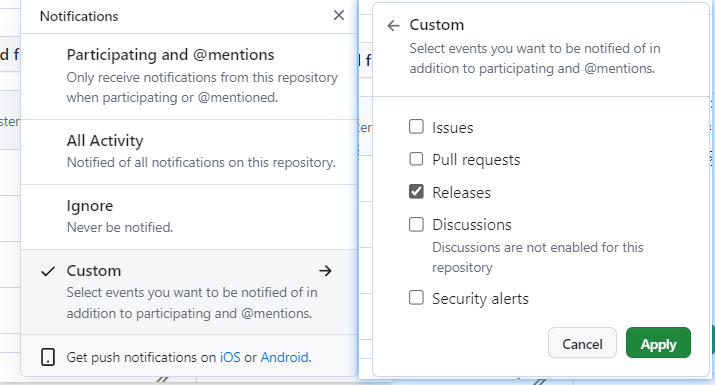 Notifications
Participating and @mentions
Only receive notifications from this repository
when participating or @mentioned.
All Activity
Notified of all notifications on this repository.
Ignore
Never be notified.
Custom
Select events you want to be notified of in
addition to participating and @mentions.
Get push notifications on iOS or Android.
Custom
Select events you want to be notified of in
addition to participating and @mentions.
Issues
Pull requests
Releases
Discussions
Discussions are not enabled for this
repository
Security alerts
Cancel
Apply